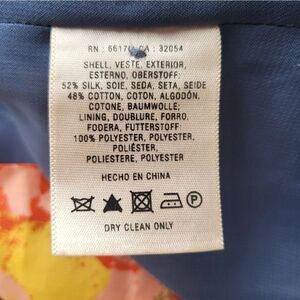 RN : 66170 CA : 32054
SHELL, VESTE, EXTERIOR,
ESTERNO, OBERSTOFF:
52% SILK, SOIE, SEDA, SETA, SEIDE
48% COTTON, COTON, ALGODÓN,
COTONE, BAUMWOLLE;
LINING, DOUBLURE, FORRO,
FODERA, FUTTERSTOFF:
100% POLYESTER, POLYESTER,
POLIÉSTER,
POLIESTERE, POLYESTER
HECHO EN CHINA
P
DRY CLEAN ONLY